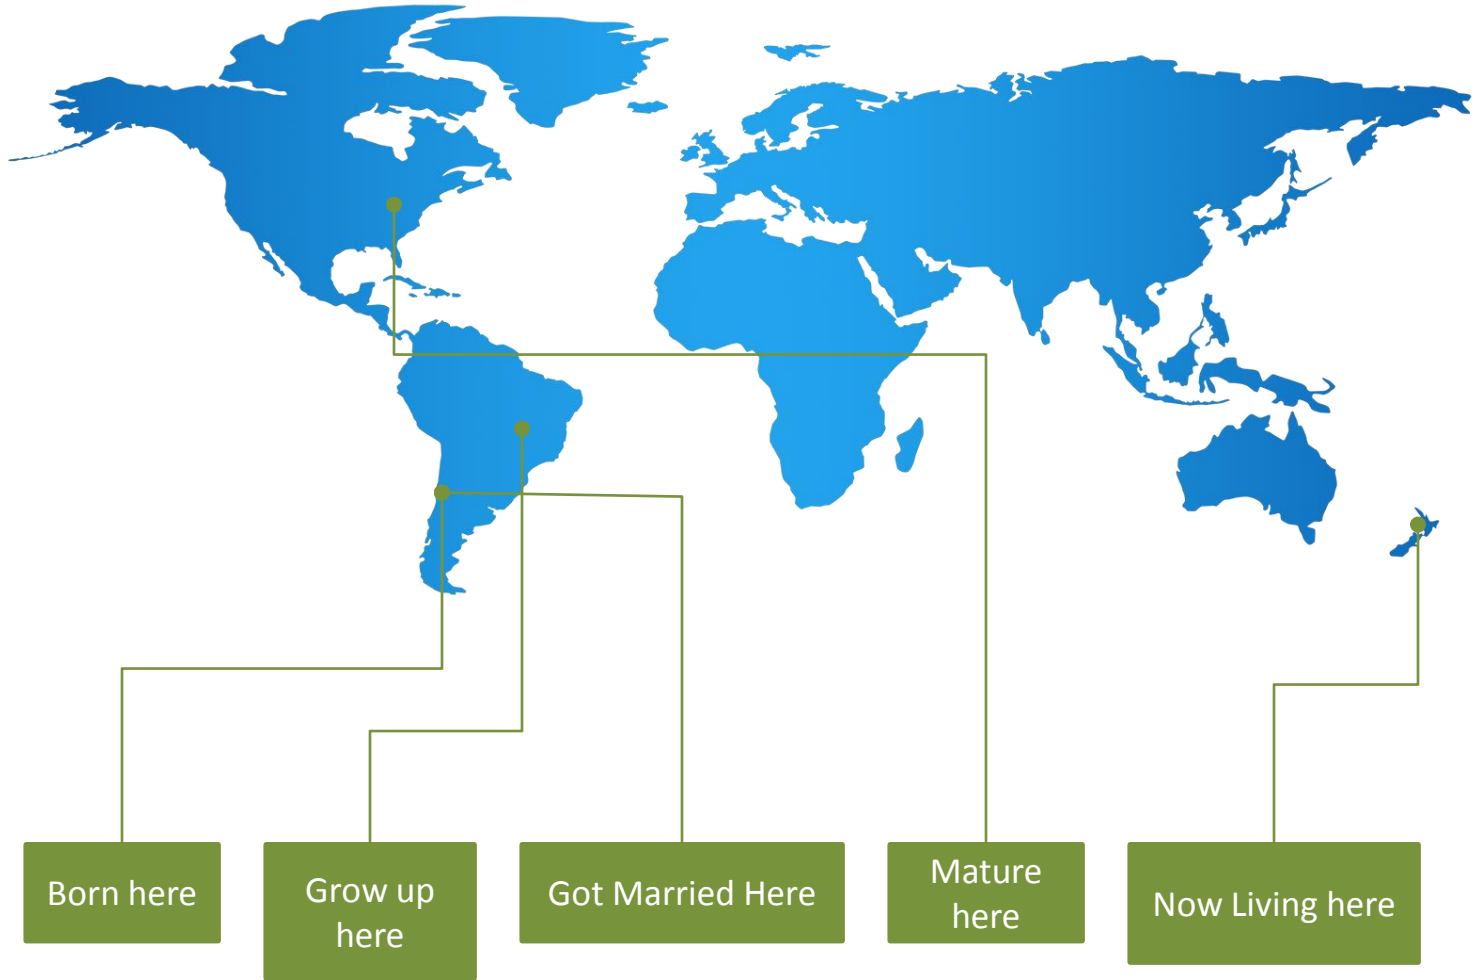 Born here
Grow up
here
Got Married Here
Mature
here
Now Living here